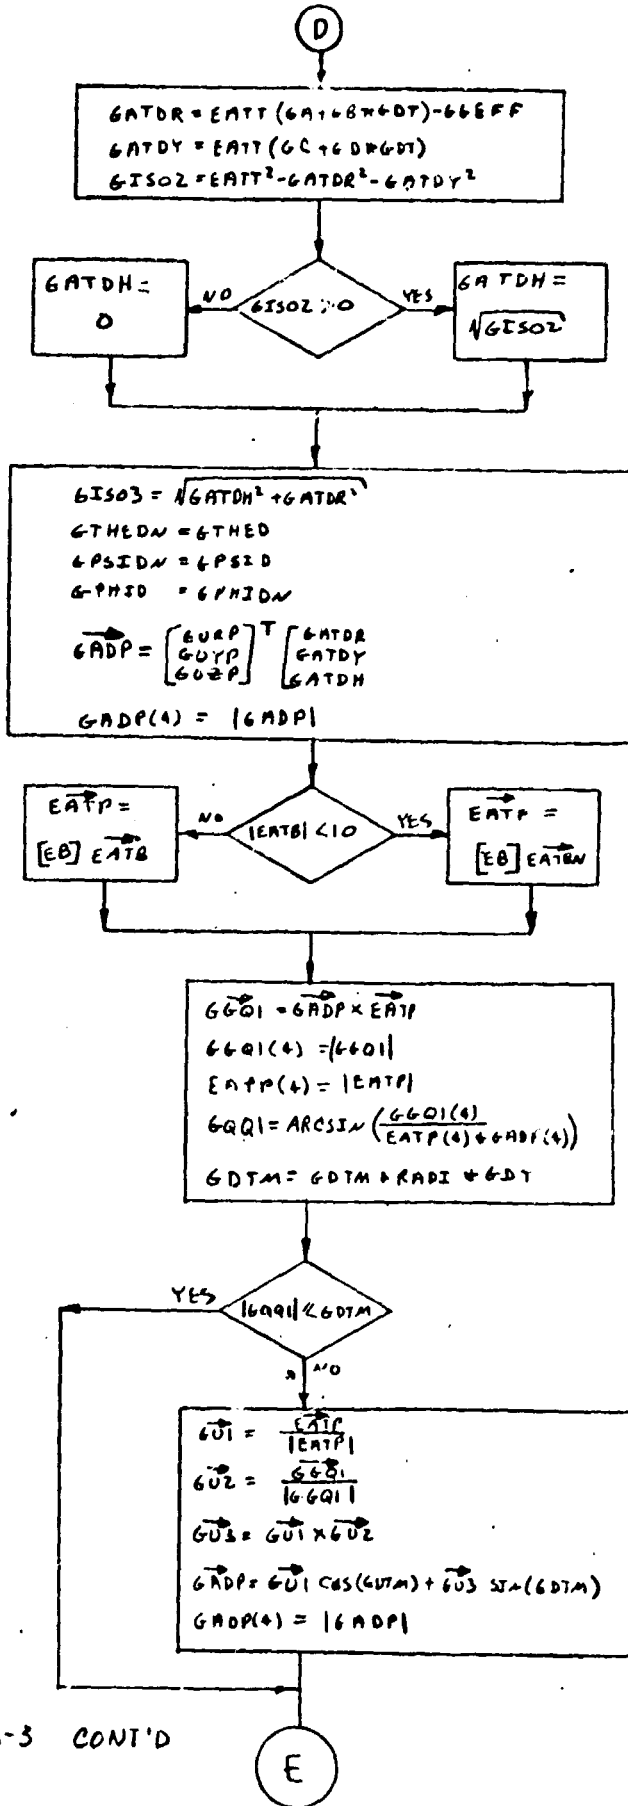 D
GATDR = EATT (GA+GB*GDT)-GGEFF
GATDY = EATT (GC+GD*GDT)
GISO2 = EATT²-GATDR²-GATDY²
GATDH =
0
NO
GISO2 > 0
YES
GATDH =
√GISO2
GISO3 = √GATDH² + GATDR²
GTHEDN = GTHED
GPSIDN = GPSID
GPHID = GPHIDN
GADP = [GURP GUYP GUZP]T [GATDR GATDY GATDH
GADP(4) = |GADP|
EATP =
[EB] EATB
NO
|EATB| < 10
YES
EATP =
[EB] EATBN
GGQ1 = GADP × EATP
GGQ1(4) = |GGQ1|
EATP(4) = |EATP|
GQQ1 = ARCSIN (GGQ1(4) / EATP(4) * GADP(4))
GDTM = GDTM * RADI * GDT
YES
|GQQ1| < GDTM
NO
GU1 = EATP / |EATP|
GU2 = GGQ1 / |GGQ1|
GU3 = GU1 × GU2
GADP = GU1 COS(GDTM) + GU3 SIN(GDTM)
GADP(4) = |GADP|
-3 CONT'D
E